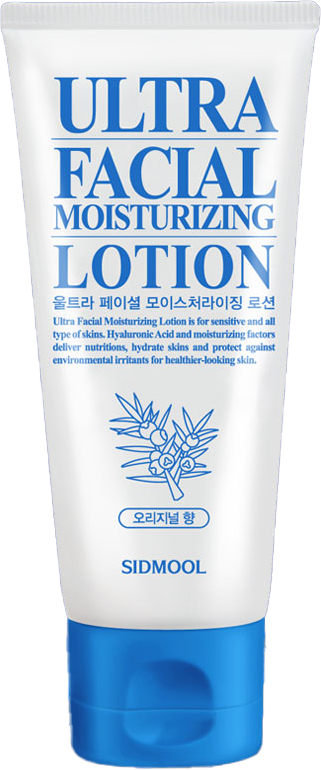 ULTRA
FACIAL
MOISTURIZING
LOTION
울트라 페이셜 모이스처라이징 로션
Ultra Facial Moisturizing Lotion is for sensitive and all
type of skins. Hyaluronic Acid and moisturizing factors
deliver nutritions, hydrate skins and protect against
environmental irritants for healthier-looking skin.
오리지널 향
SIDMOOL